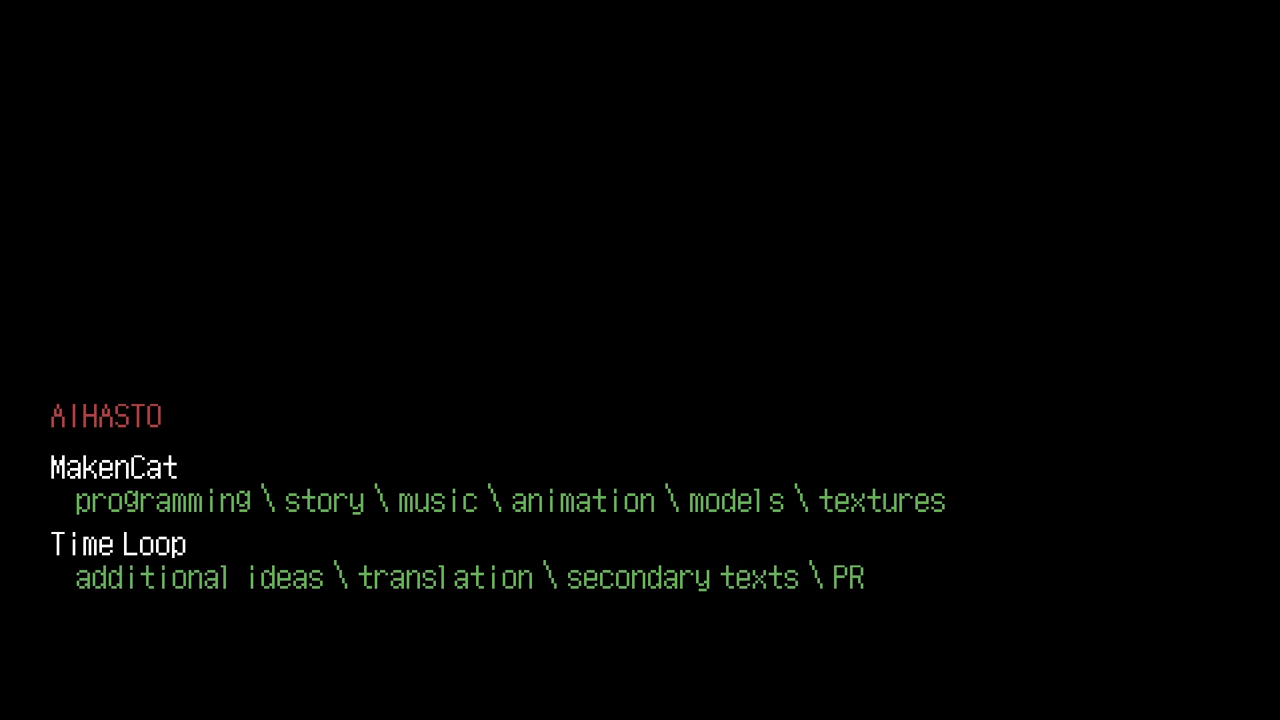 AIHASTO
MakenCat
programming \ story \ music \ animation \ models \ textures
Time Loop
additional ideas \ translation \ secondary texts \ PR